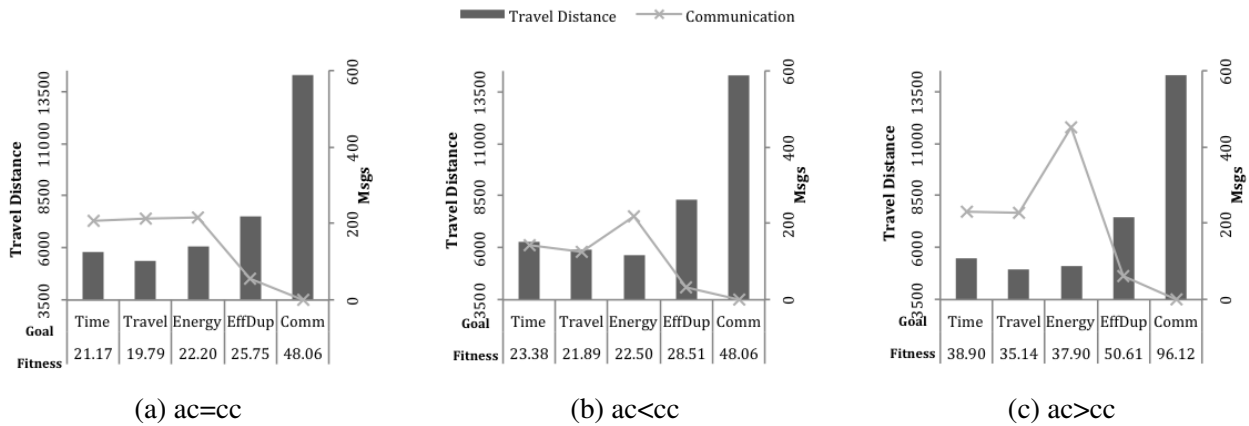 Travel Distance Communication
Travel Distance
3500 6000 8500 11000 13500
0 200 400 600
Msgs
Goal Time Travel Energy EffDup Comm
Fitness 21.17 19.79 22.20 25.75 48.06
(a) ac=cc
Travel Distance
3500 6000 8500 11000 13500
0 200 400 600
Msgs
Goal Time Travel Energy EffDup Comm
Fitness 23.38 21.89 22.50 28.51 48.06
(b) ac<cc
Travel Distance
3500 6000 8500 11000 13500
0 200 400 600
Msgs
Goal Time Travel Energy EffDup Comm
Fitness 38.90 35.14 37.90 50.61 96.12
(c) ac>cc